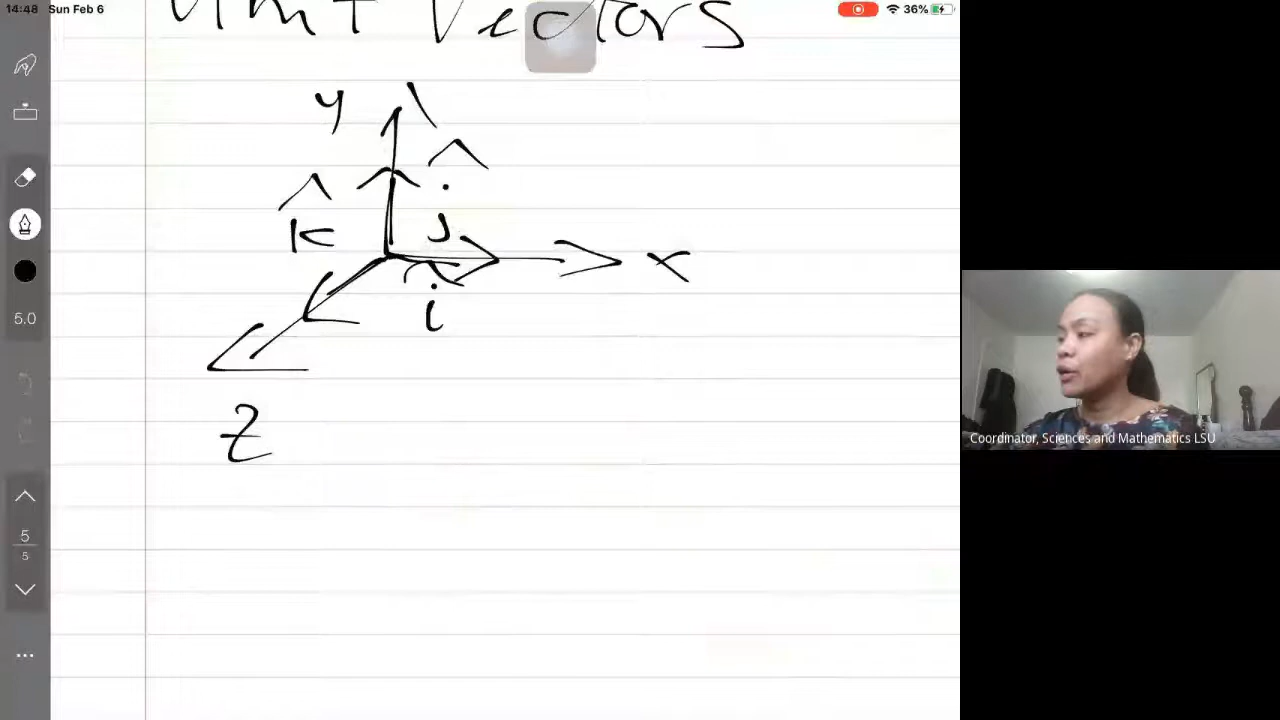 14:48 Sun Feb 6 36%
Unit Vectors
y
ĵ
k̂
x
î
5.0
z
5
5
Coordinator, Sciences and Mathematics LSU